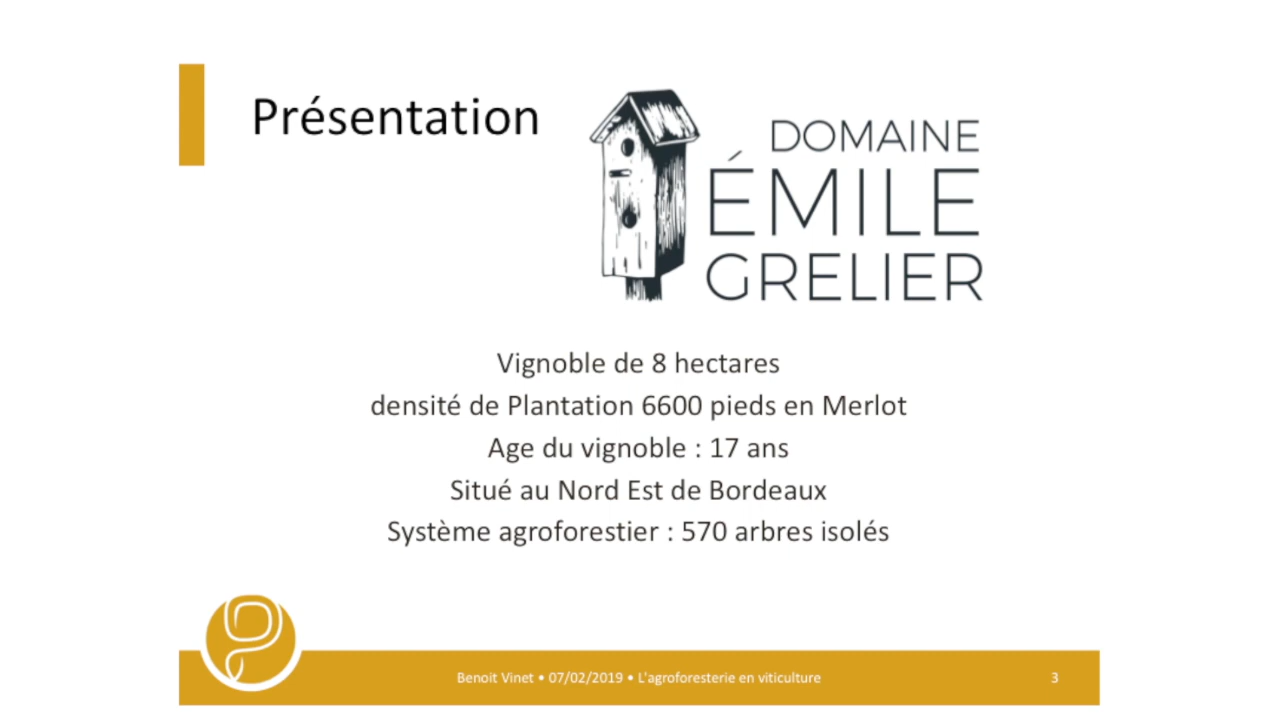 Présentation
DOMAINE
ÉMILE
GRELIER
Vignoble de 8 hectares
densité de Plantation 6600 pieds en Merlot
Age du vignoble : 17 ans
Situé au Nord Est de Bordeaux
Système agroforestier : 570 arbres isolés
Benoit Vinet • 07/02/2019 • L'agroforesterie en viticulture
3